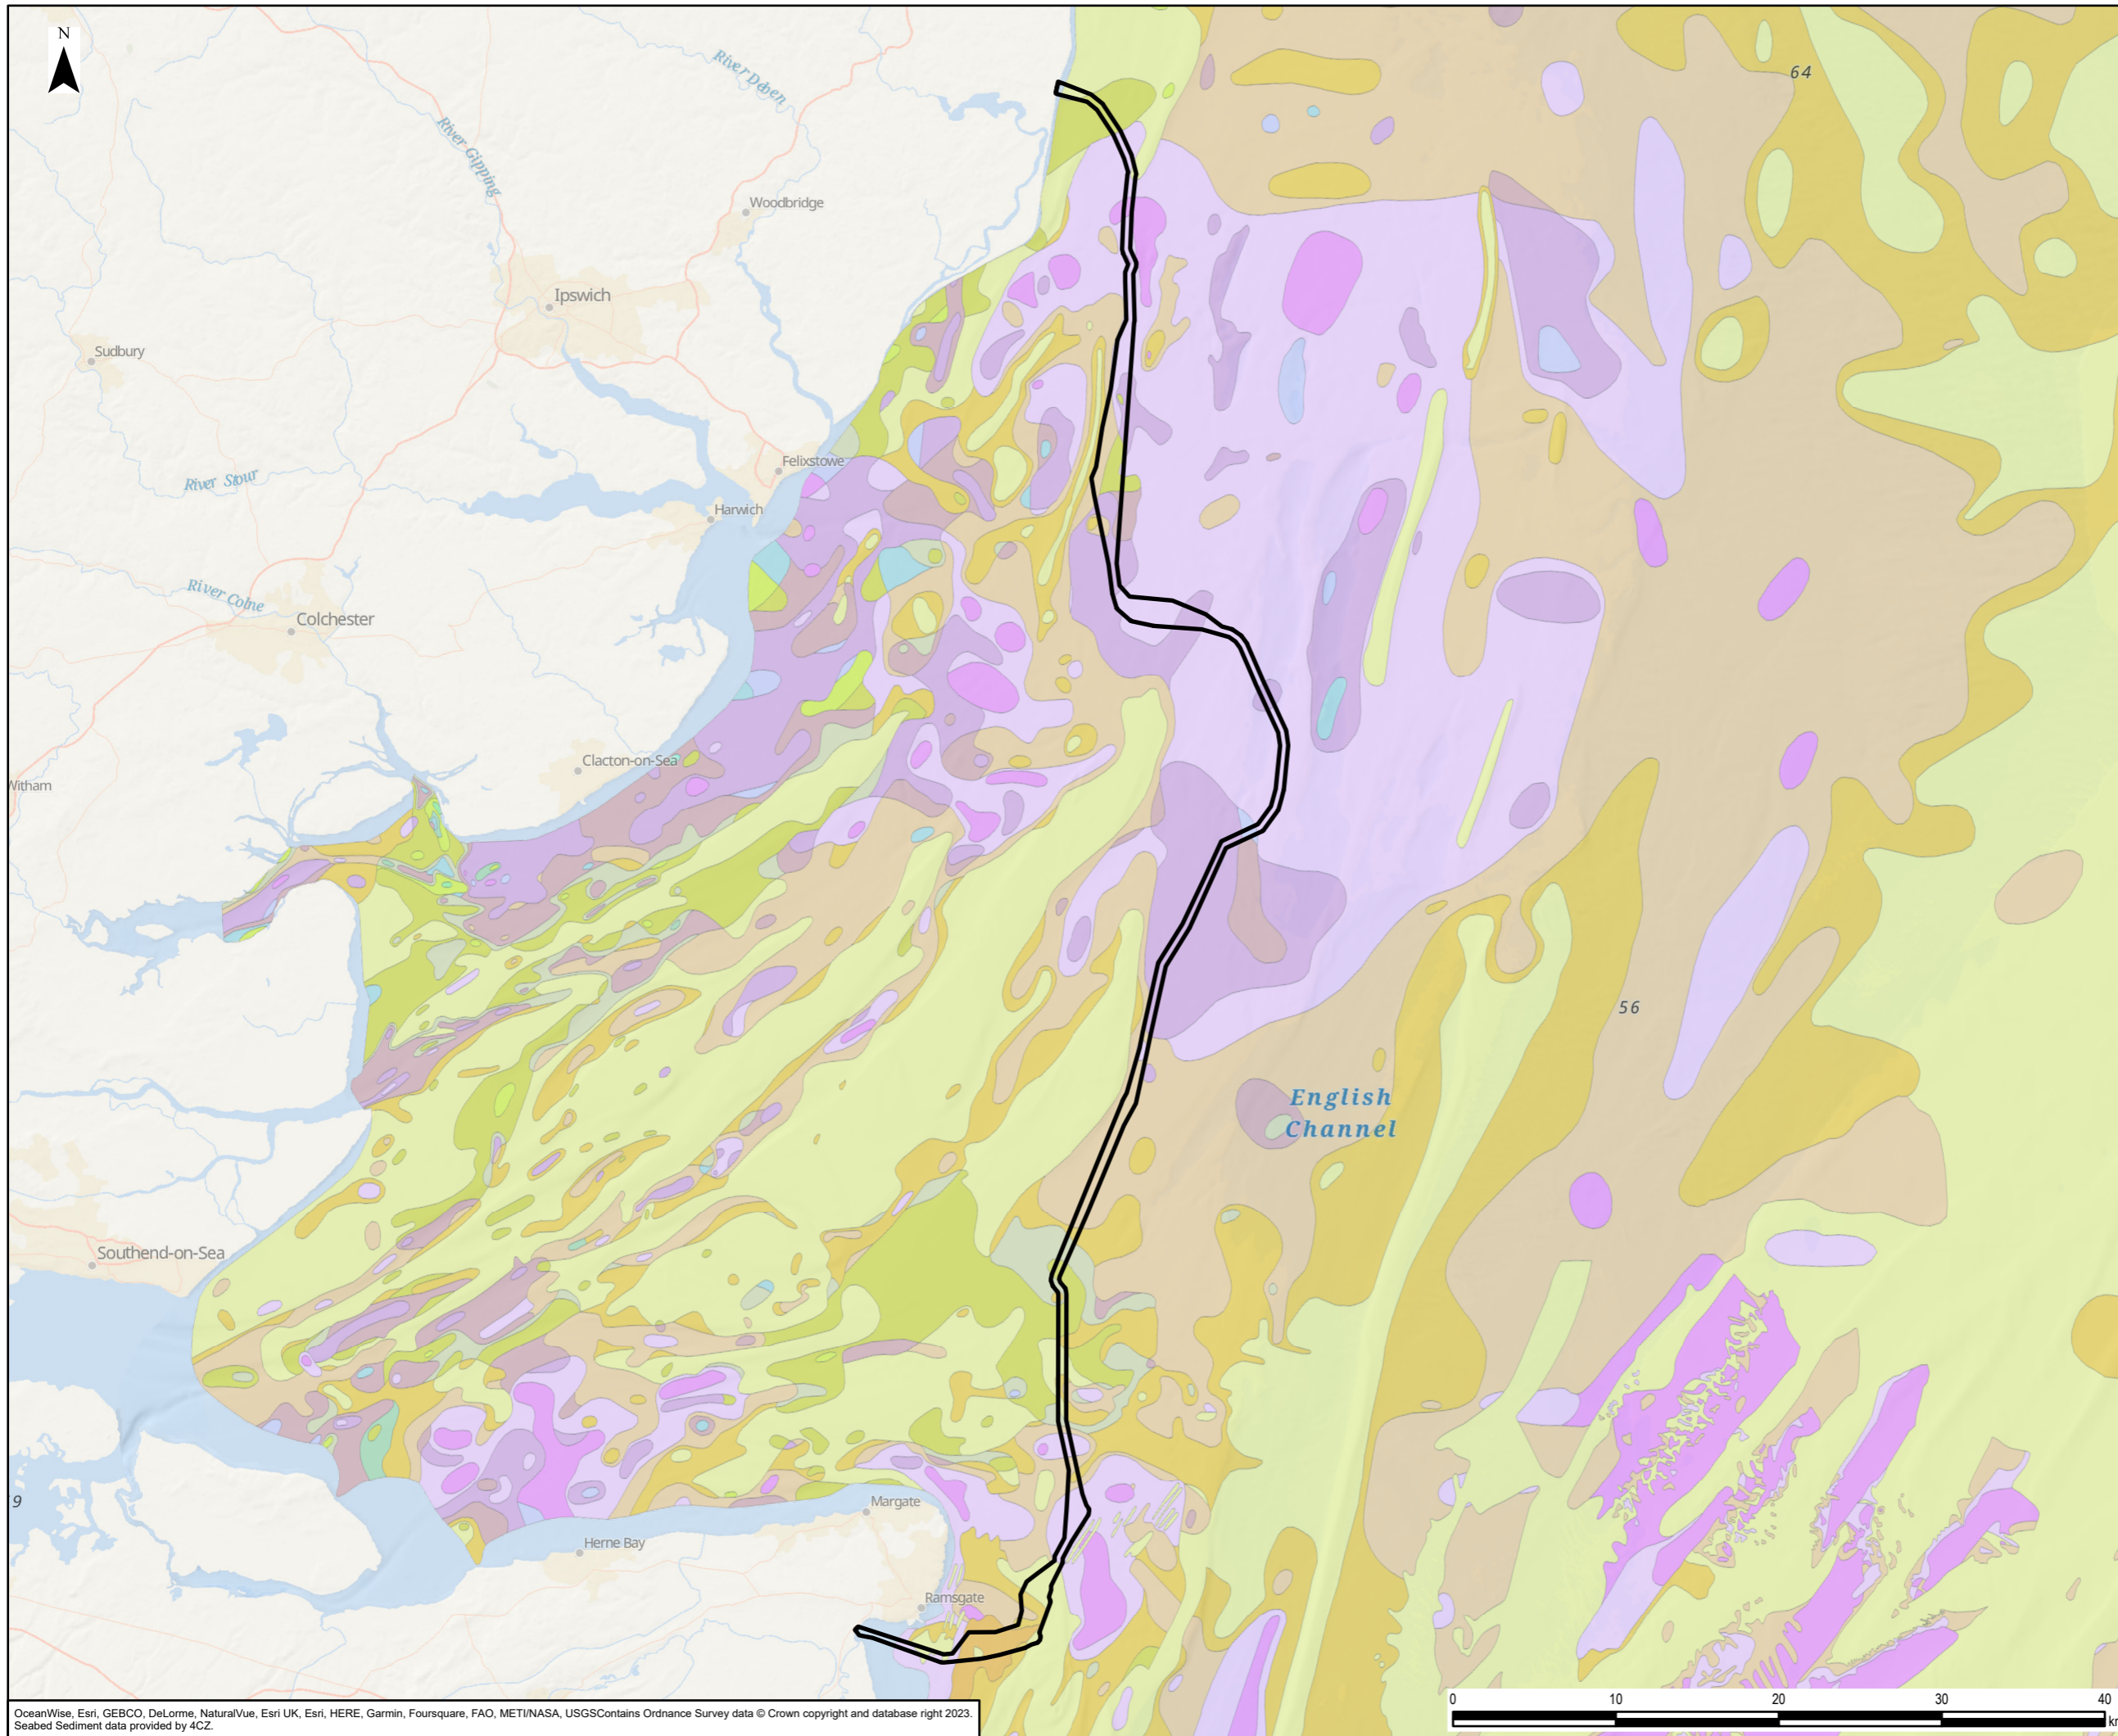 N
River Deben
64
River Gipping
Woodbridge
Ipswich
Sudbury
Felixstowe
River Stour
Harwich
River Colne
Colchester
Clacton-on-Sea
Witham
56
English
Channel
Southend-on-Sea
9
Margate
Herne Bay
Ramsgate
0 10 20 30 40
km
OceanWise, Esri, GEBCO, DeLorme, NaturalVue, Esri UK, Esri, HERE, Garmin, Foursquare, FAO, METI/NASA, USGSContains Ordnance Survey data © Crown copyright and database right 2023.
Seabed Sediment data provided by 4CZ.